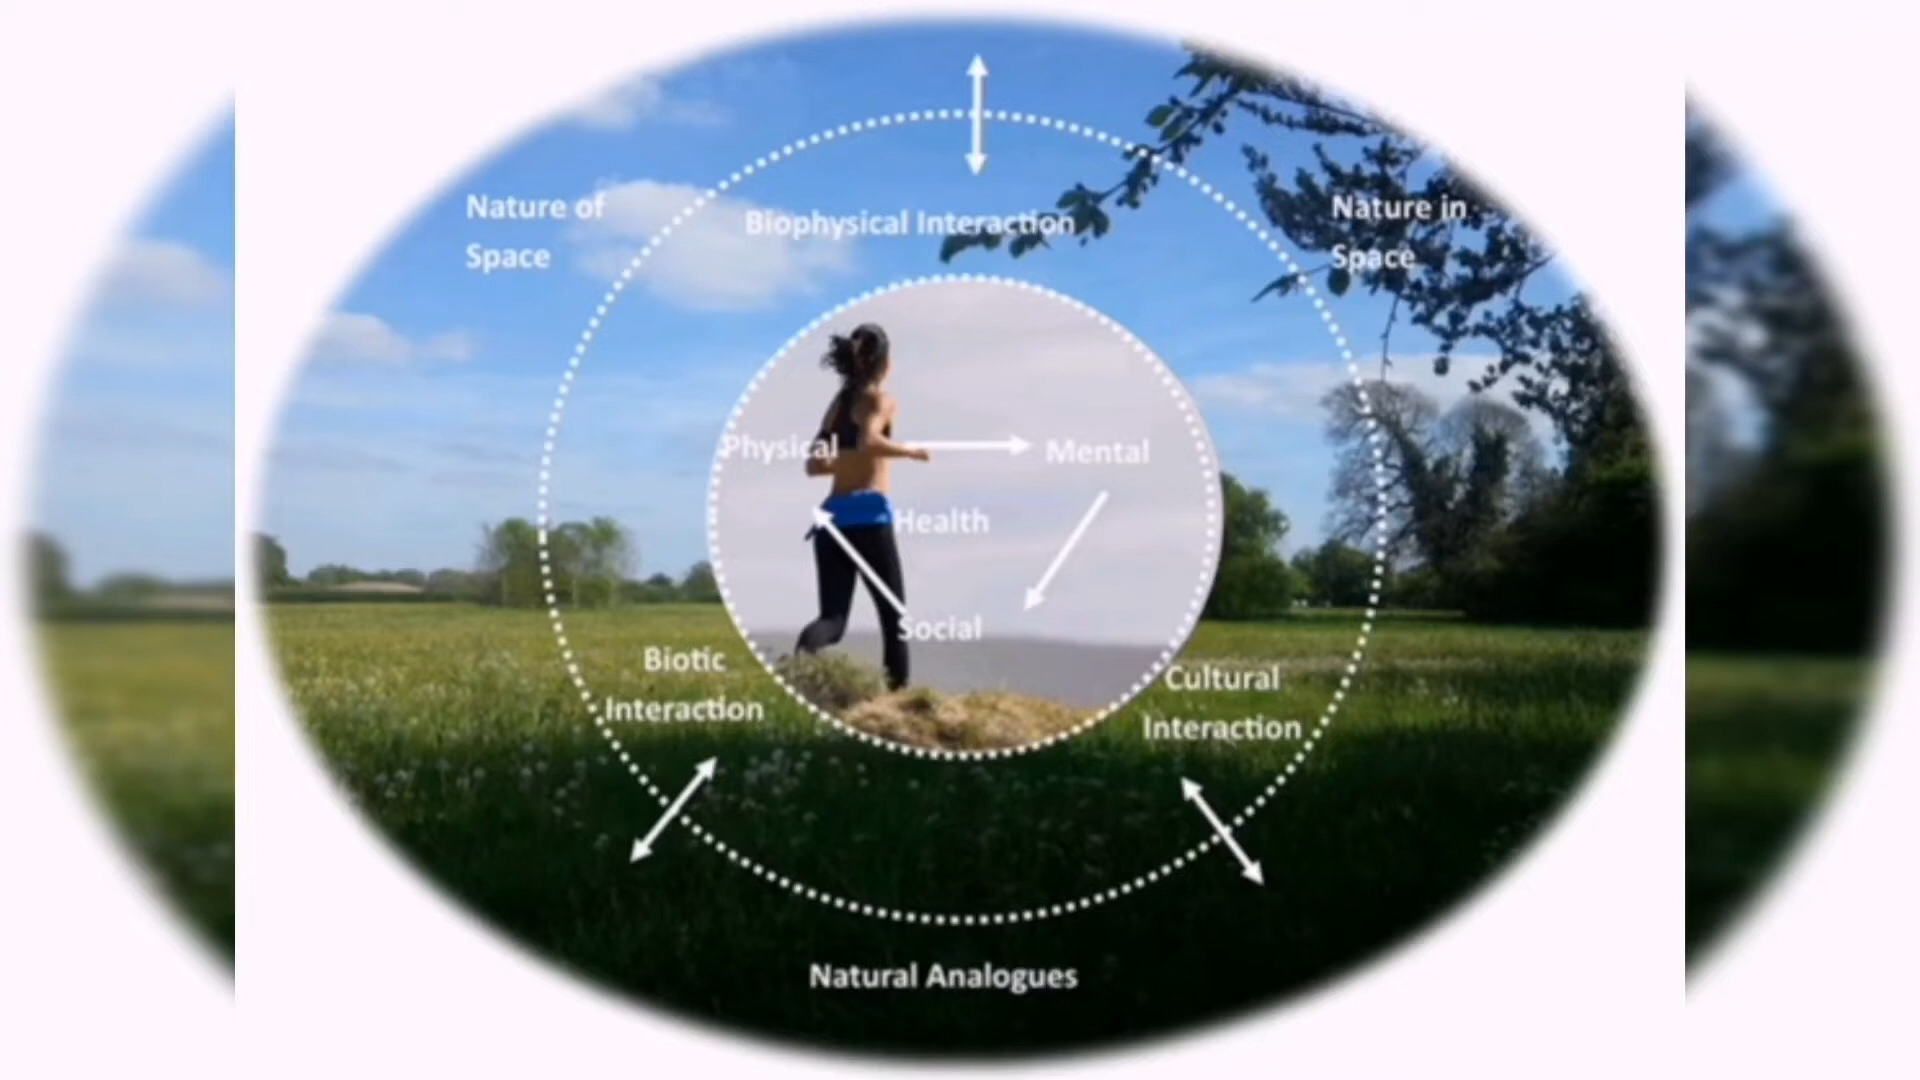 Nature of
Space
Biophysical Interaction
Nature in
Space
Physical
Mental
Health
Social
Biotic
Interaction
Cultural
Interaction
Natural Analogues